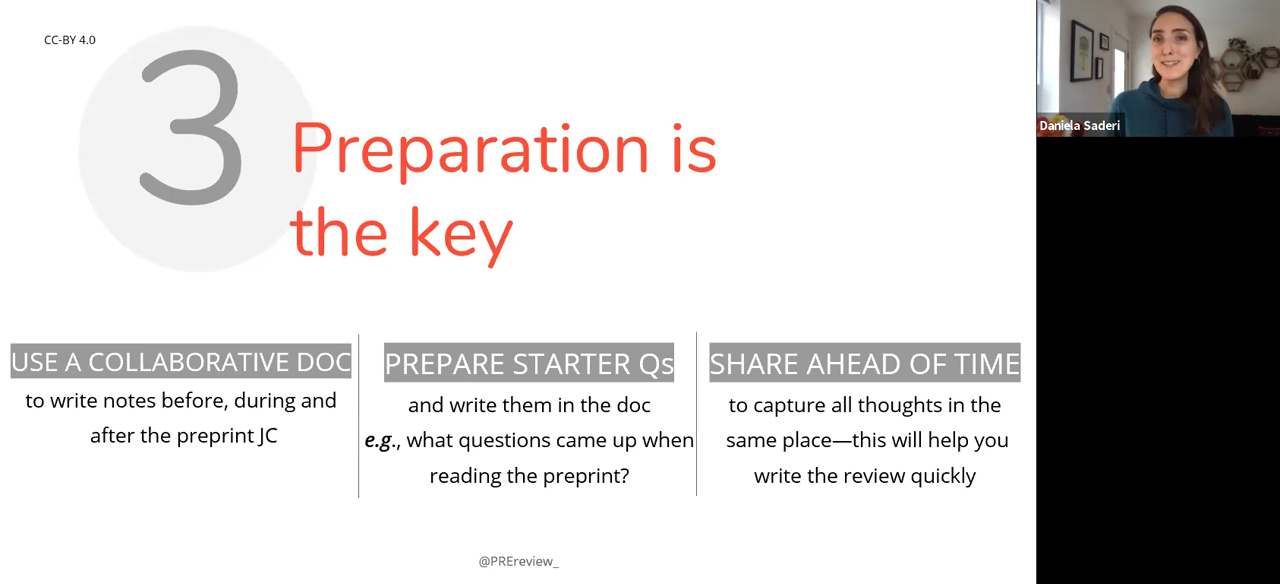 CC-BY 4.0
3
Preparation is
the key
USE A COLLABORATIVE DOC
to write notes before, during and
after the preprint JC
PREPARE STARTER Qs
and write them in the doc
e.g., what questions came up when
reading the preprint?
SHARE AHEAD OF TIME
to capture all thoughts in the
same place—this will help you
write the review quickly
@PREreview_
Daniela Saderi